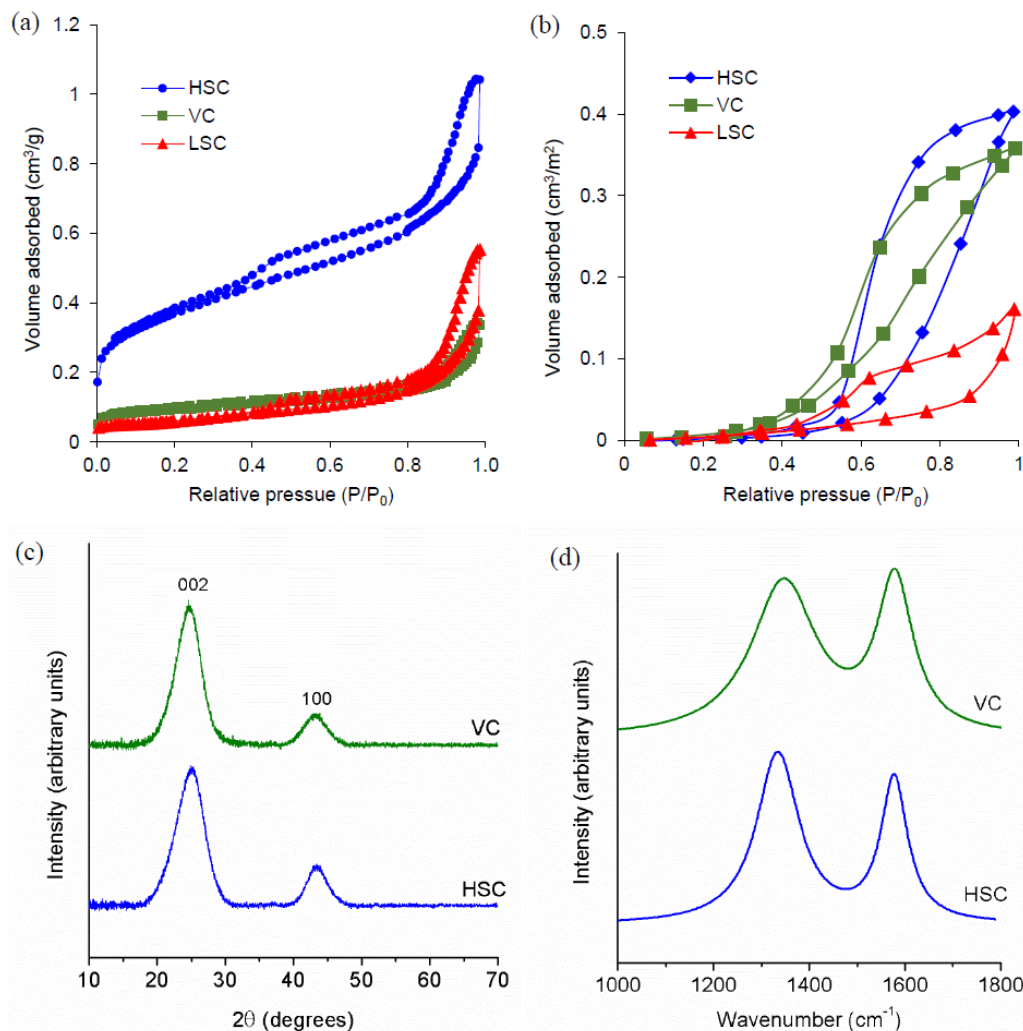 (a)
1.2
1
0.8
0.6
0.4
0.2
0
Volume adsorbed (cm³/g)
HSC
VC
LSC
0.0 0.2 0.4 0.6 0.8 1.0
Relative pressue (P/P₀)
(b)
0.5
0.4
0.3
0.2
0.1
0
Volume adsorbed (cm³/m²)
HSC
VC
LSC
0 0.2 0.4 0.6 0.8 1
Relative pressue (P/P₀)
(c)
Intensity (arbitrary units)
002
100
VC
HSC
10 20 30 40 50 60 70
2θ (degrees)
(d)
Intensity (arbitrary units)
VC
HSC
1000 1200 1400 1600 1800
Wavenumber (cm⁻¹)